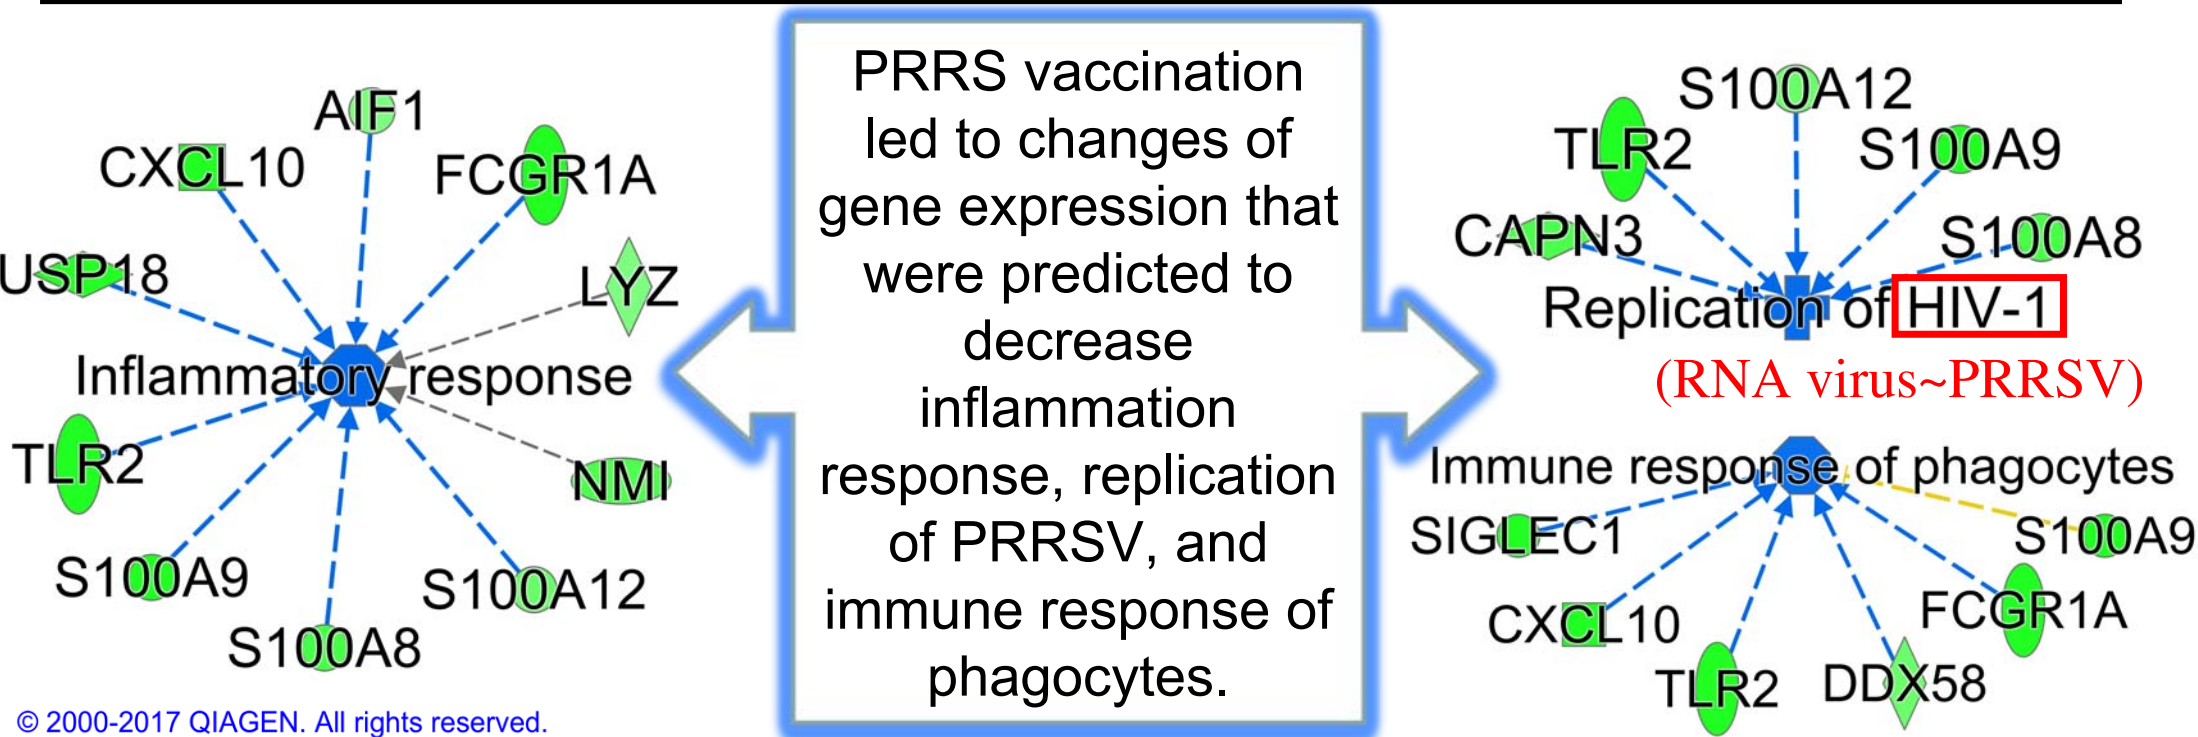 AIF1
CXCL10
FCGR1A
USP18
LYZ
Inflammatory response
TLR2
NMI
S100A9
S100A12
S100A8
© 2000-2017 QIAGEN. All rights reserved.
PRRS vaccination
led to changes of
gene expression that
were predicted to
decrease
inflammation
response, replication
of PRRSV, and
immune response of
phagocytes.
S100A12
TLR2
S100A9
CAPN3
S100A8
Replication of HIV-1
(RNA virus~PRRSV)
Immune response of phagocytes
SIGLEC1
S100A9
CXCL10
FCGR1A
TLR2
DDX58